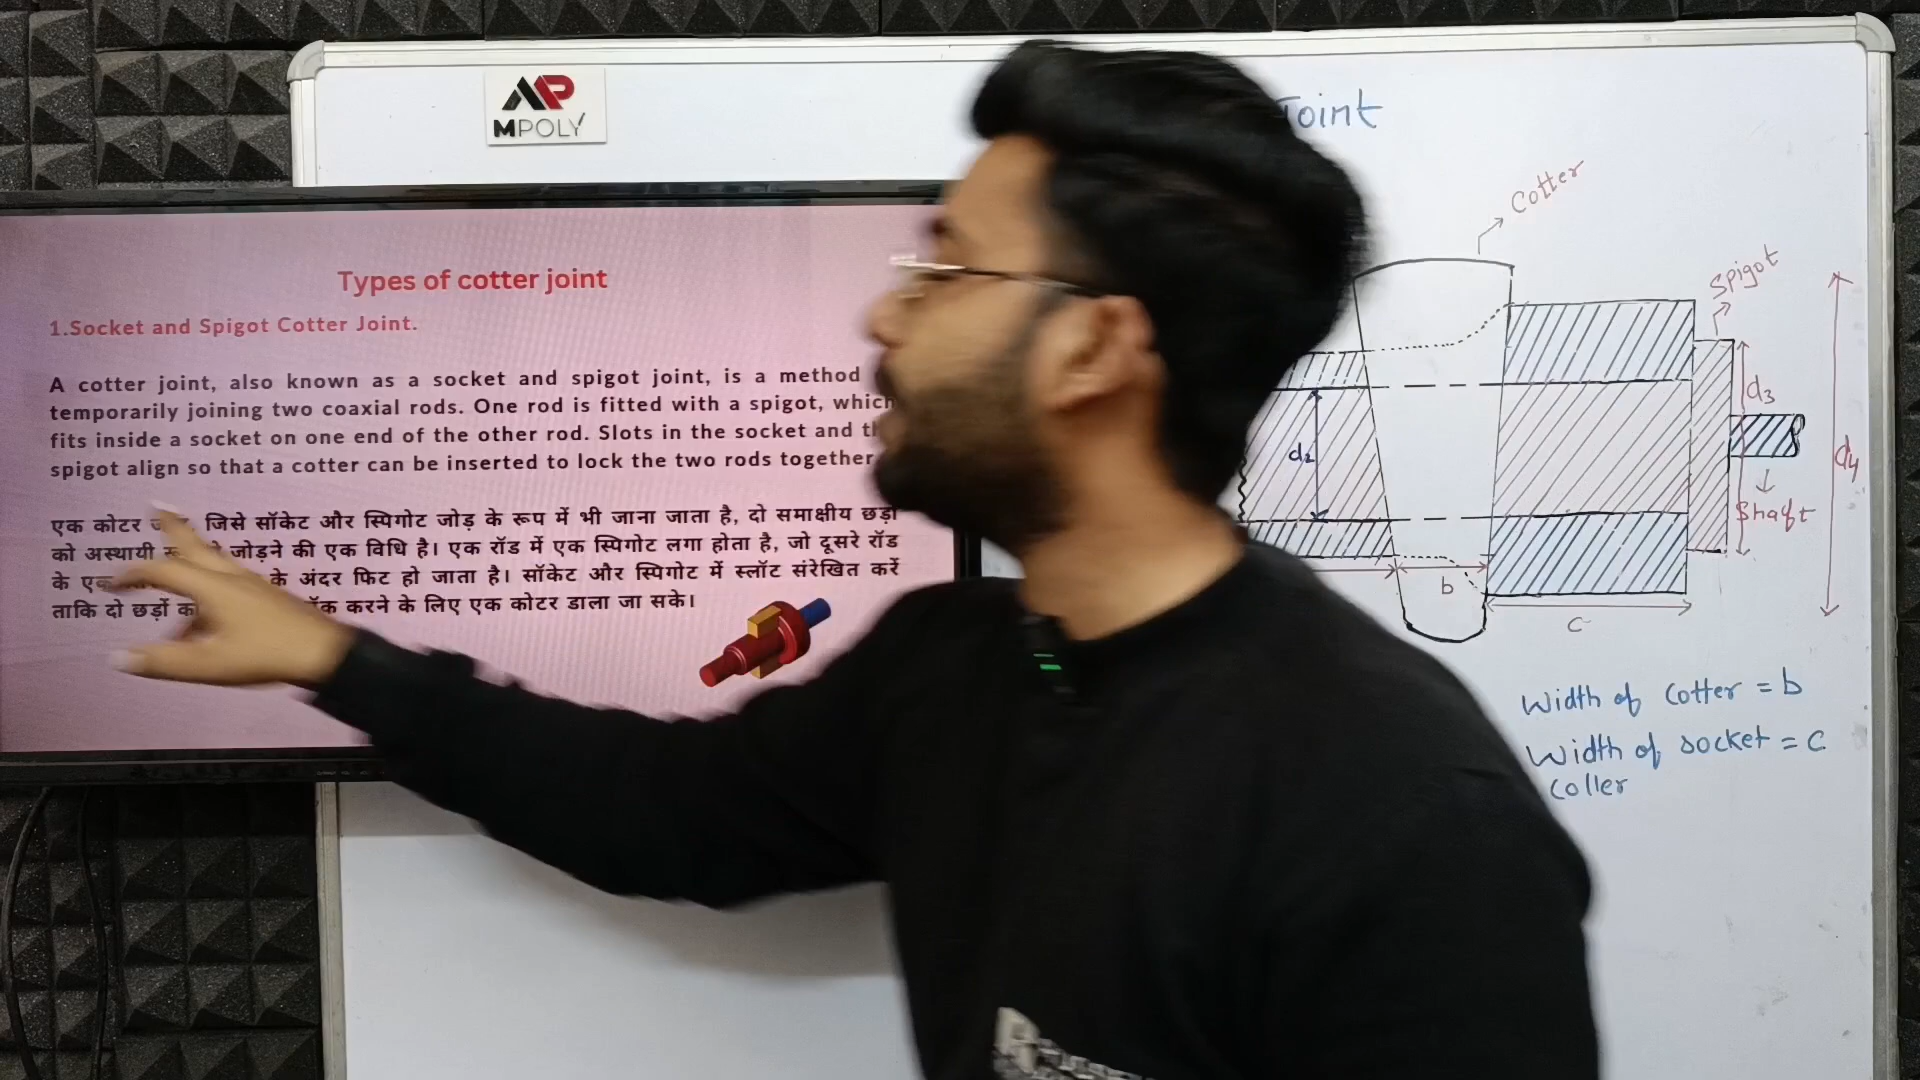 MPOLY
Types of cotter joint
1.Socket and Spigot Cotter Joint.
A cotter joint, also known as a socket and spigot joint, is a method
temporarily joining two coaxial rods. One rod is fitted with a spigot, which
fits inside a socket on one end of the other rod. Slots in the socket and
spigot align so that a cotter can be inserted to lock the two rods together
एक कोटर जिसे सॉकेट और स्पिगोट जोड़ के रूप में भी जाना जाता है, दो समाक्षीय छड़ों
को अस्थायी जोड़ने की एक विधि है। एक रॉड में एक स्पिगोट लगा होता है, जो दूसरे रॉड
के के अंदर फिट हो जाता है। सॉकेट और स्पिगोट में स्लॉट संरेखित करें
ताकि दो छड़ों करने के लिए एक कोटर डाला जा सके।
Joint
Cotter
Spigot
d3
d2
d4
Shaft
b
c
Width of Cotter = b
Width of socket = c
Coller